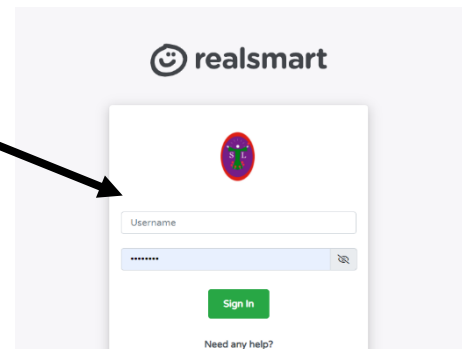 realsmart
S L
Username
••••••••
Sign In
Need any help?